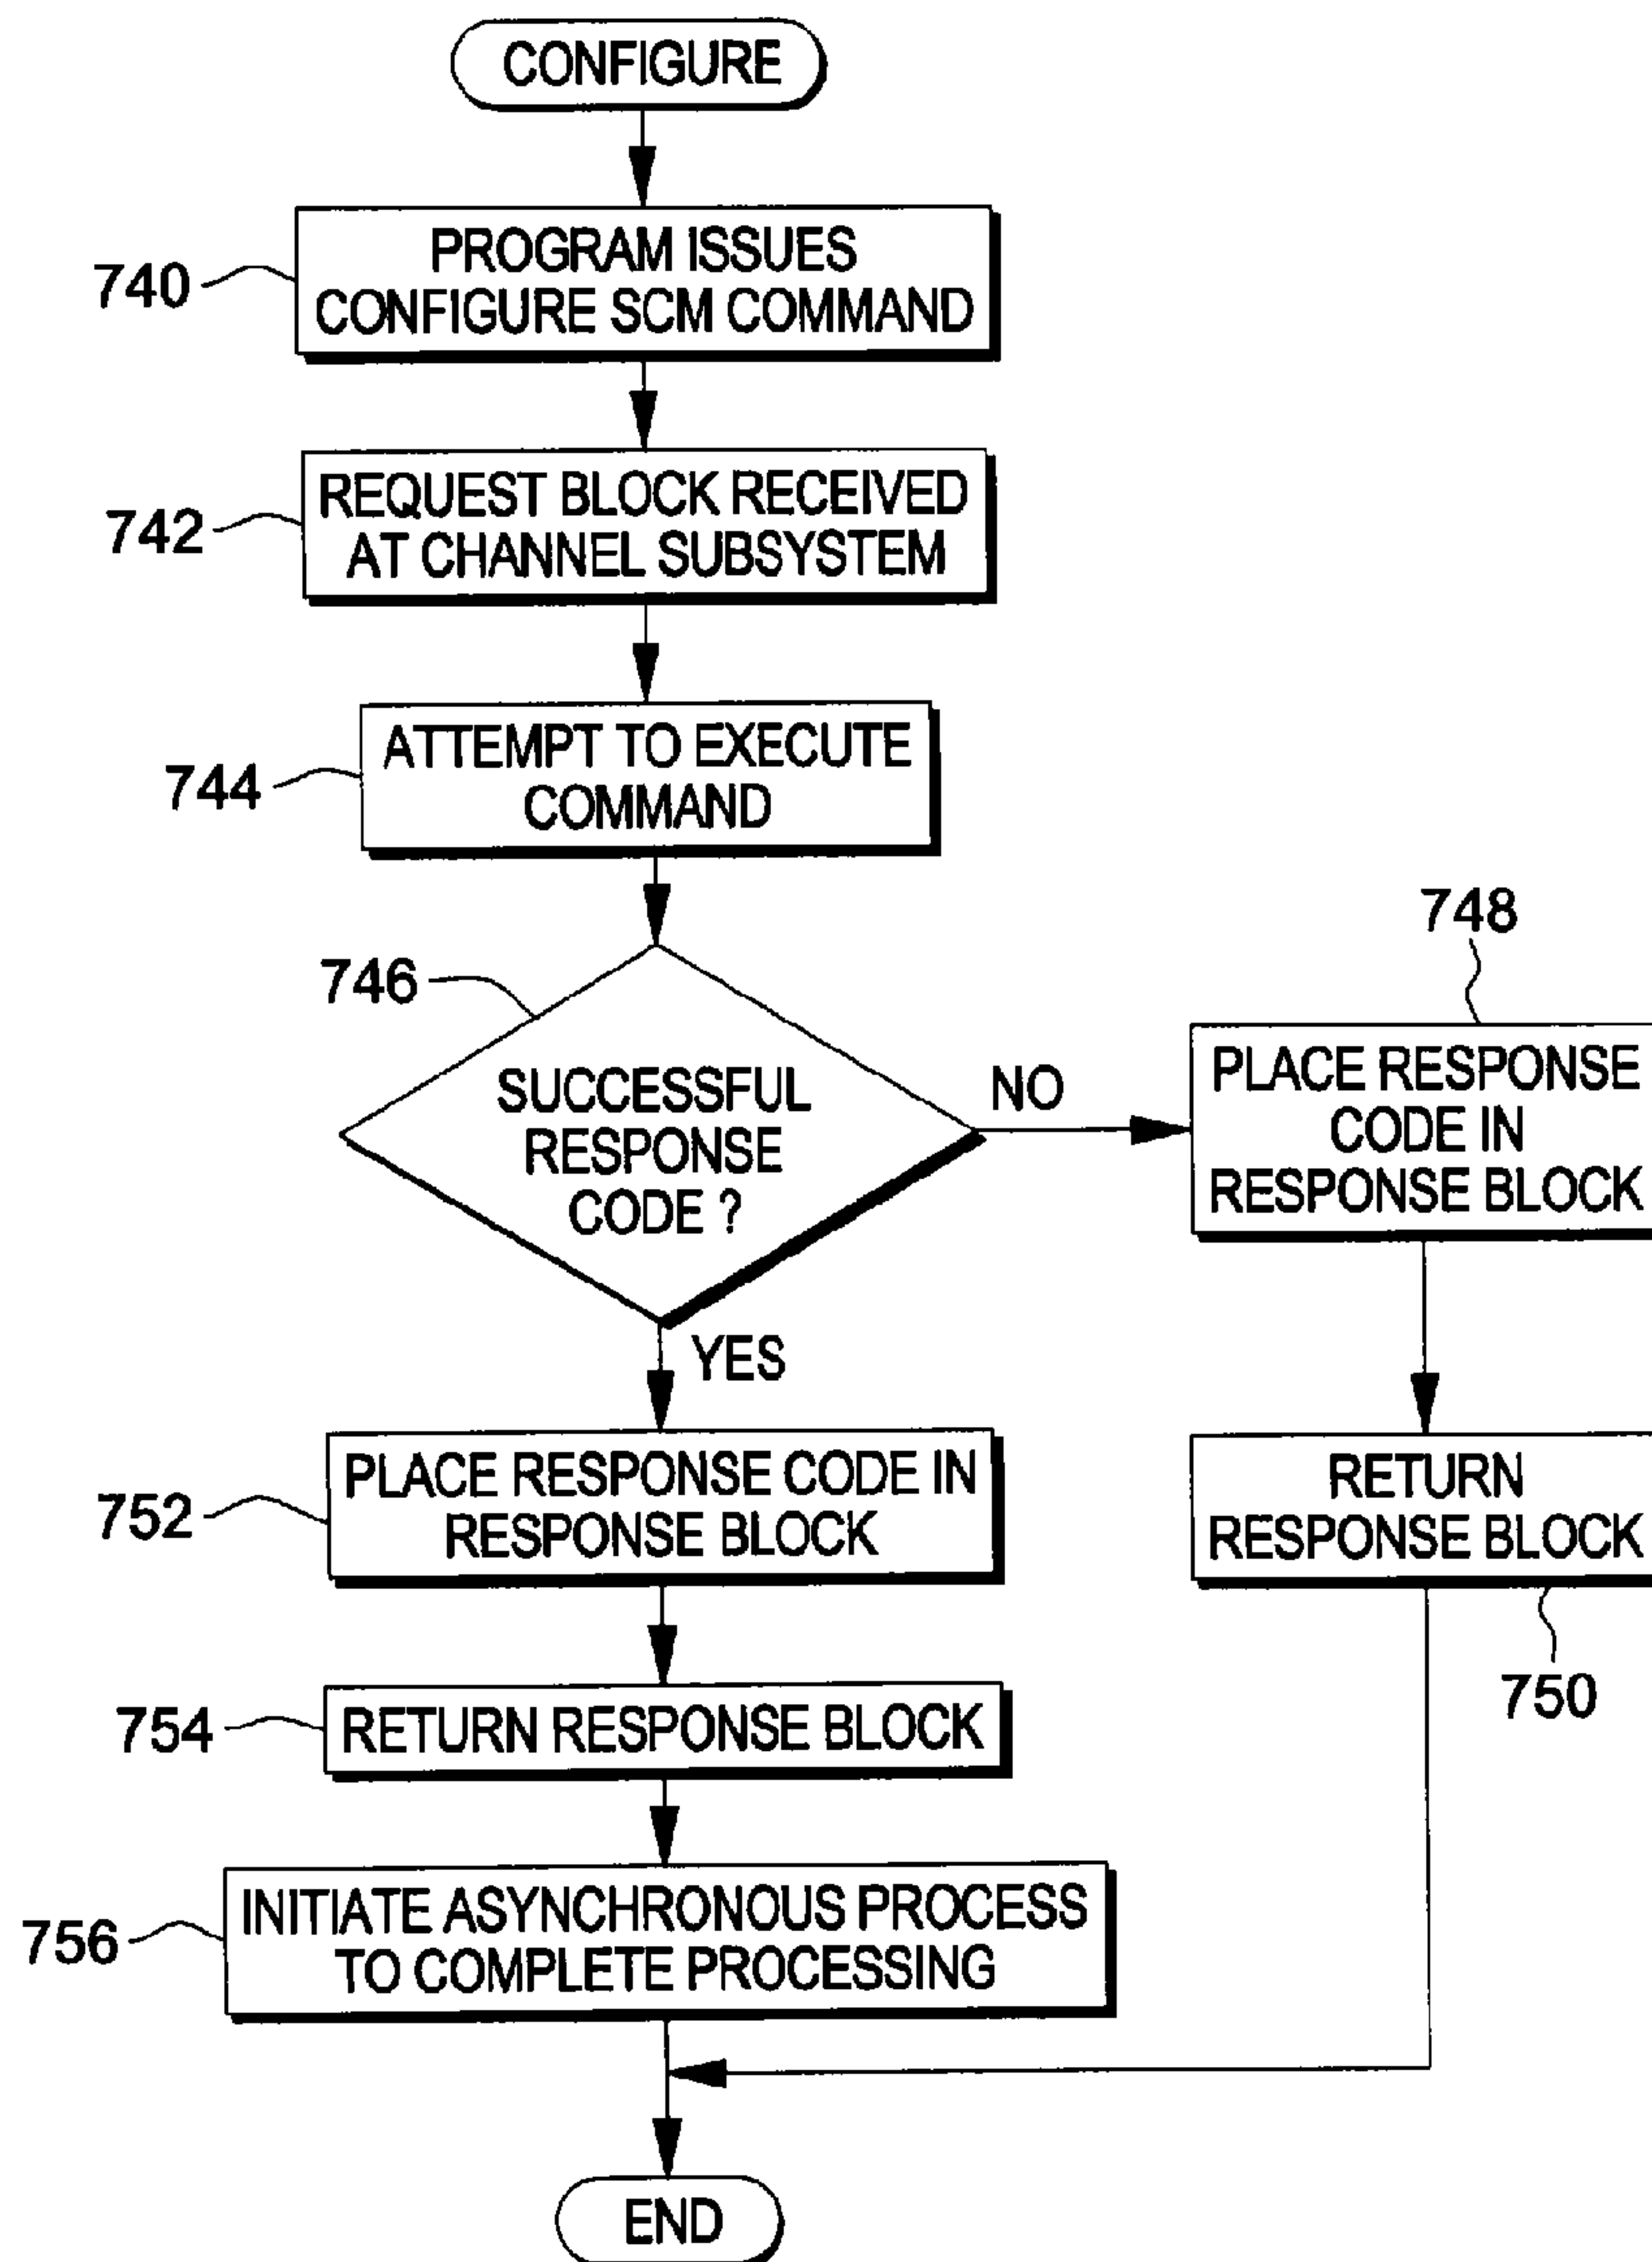 CONFIGURE
740
PROGRAM ISSUES
CONFIGURE SCM COMMAND
742
REQUEST BLOCK RECEIVED
AT CHANNEL SUBSYSTEM
744
ATTEMPT TO EXECUTE
COMMAND
746
SUCCESSFUL
RESPONSE
CODE ?
NO
748
PLACE RESPONSE
CODE IN
RESPONSE BLOCK
YES
752
PLACE RESPONSE CODE IN
RESPONSE BLOCK
RETURN
RESPONSE BLOCK
750
754
RETURN RESPONSE BLOCK
756
INITIATE ASYNCHRONOUS PROCESS
TO COMPLETE PROCESSING
END